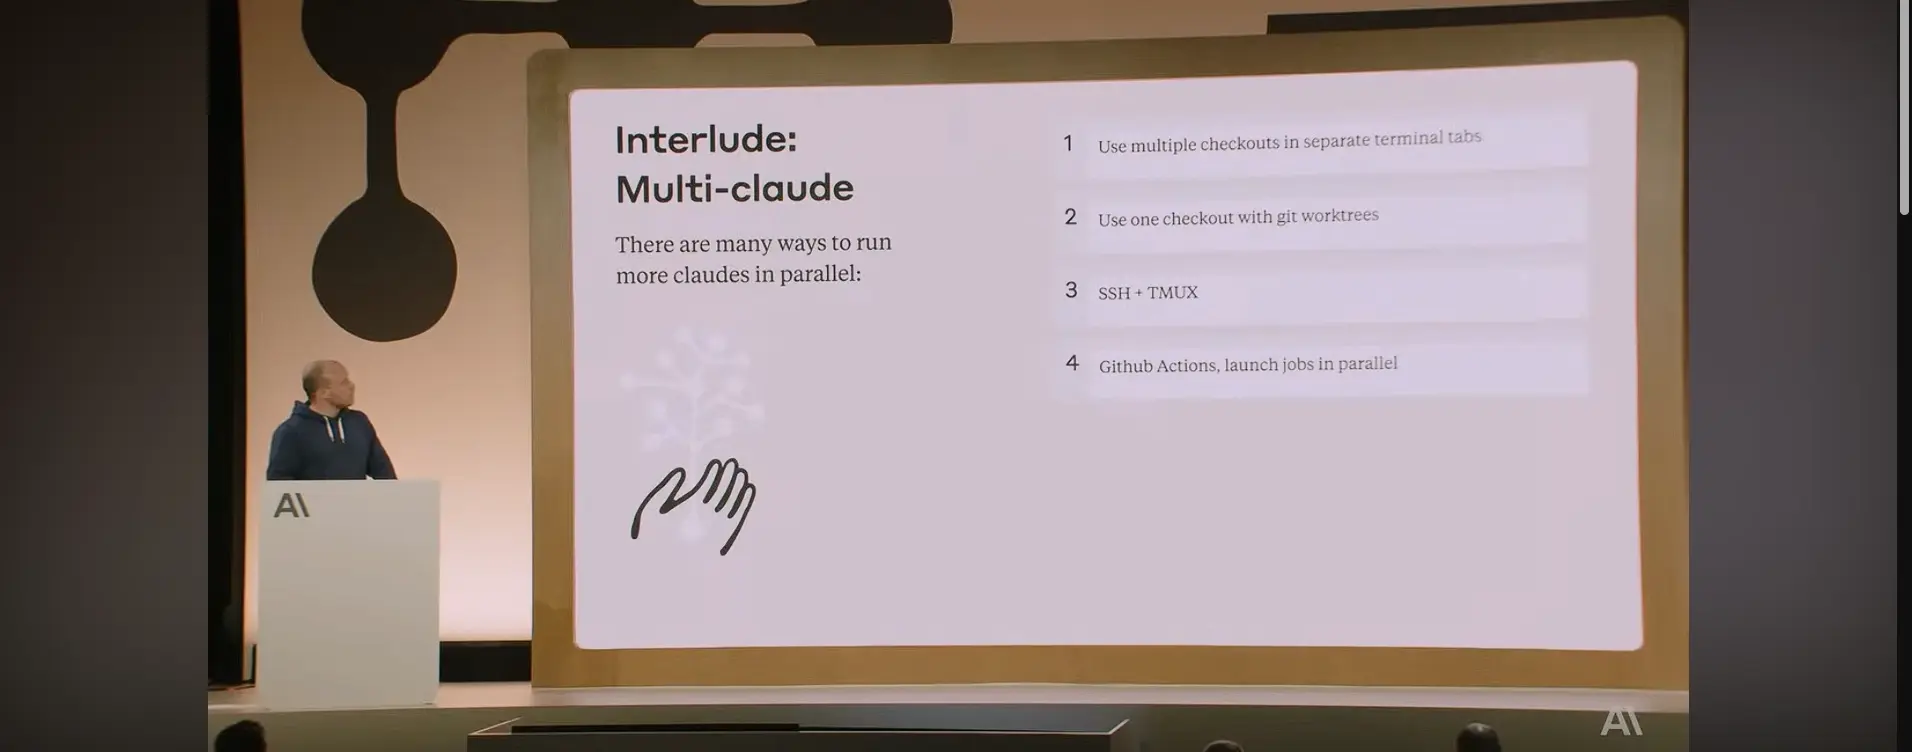 Interlude:
Multi-claude
There are many ways to run
more claudes in parallel:
1 Use multiple checkouts in separate terminal tabs
2 Use one checkout with git worktrees
3 SSH + TMUX
4 Github Actions, launch jobs in parallel
A\
A\